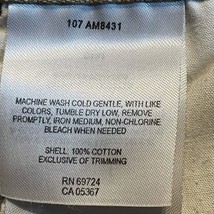 107 AM8431
MACHINE WASH COLD GENTLE, WITH LIKE
COLORS, TUMBLE DRY LOW, REMOVE
PROMPTLY, IRON MEDIUM, NON-CHLORINE
BLEACH WHEN NEEDED
SHELL: 100% COTTON
EXCLUSIVE OF TRIMMING
RN 69724
CA 05367